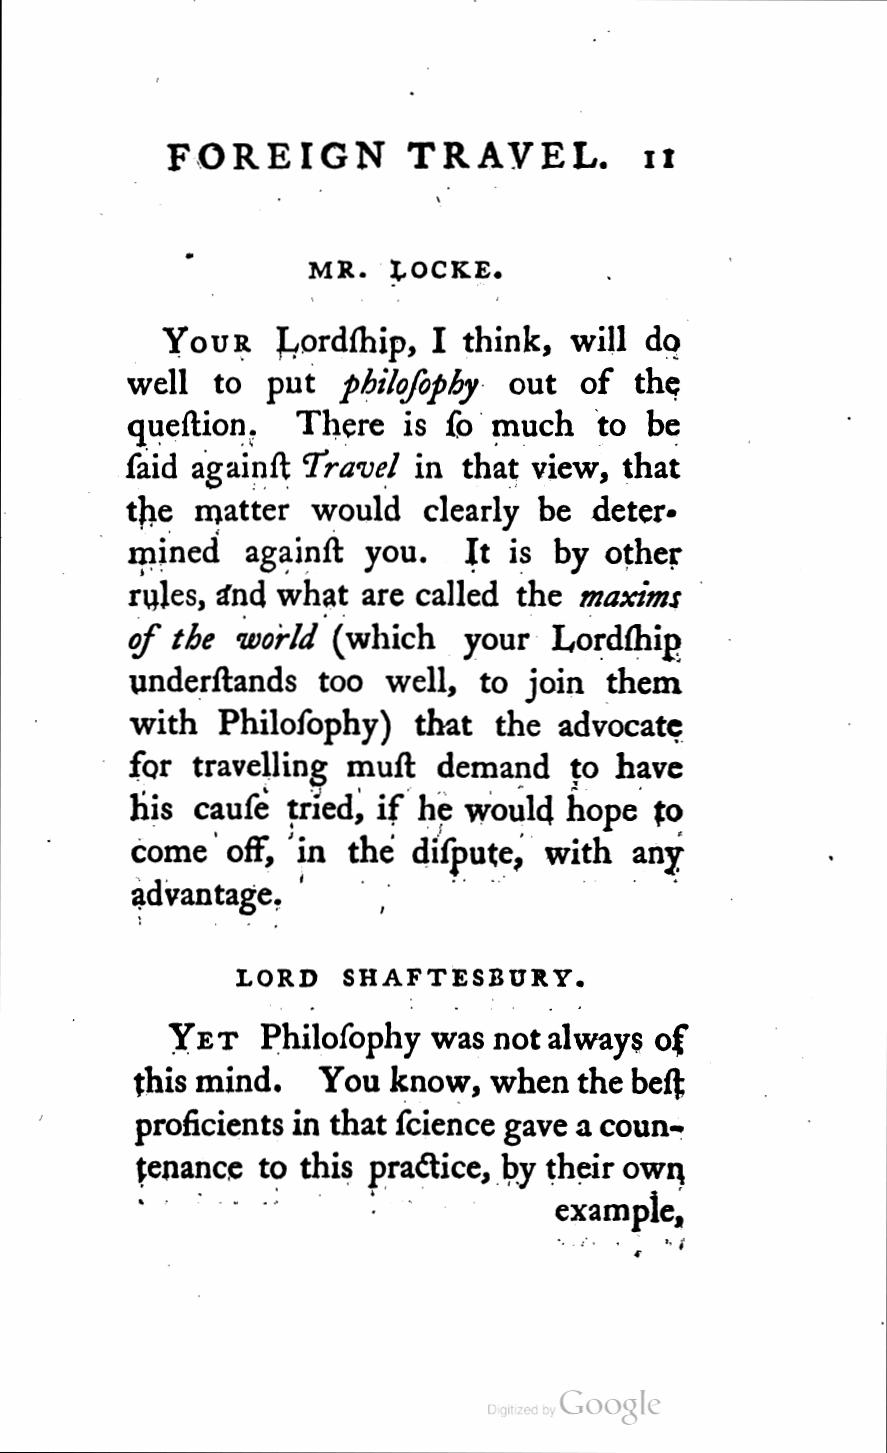 FOREIGN TRAVEL. 11
MR. LOCKE.
YOUR Lordſhip, I think, will do
well to put philoſophy out of the
queſtion. There is ſo much to be
ſaid againſt Travel in that view, that
the matter would clearly be deter-
mined againſt you. It is by other
rules, and what are called the maxims
of the world (which your Lordſhip
underſtands too well, to join them
with Philoſophy) that the advocate
for travelling muſt demand to have
his cauſe tried, if he would hope to
come off, in the diſpute, with any
advantage.
LORD SHAFTESBURY.
YET Philoſophy was not always of
this mind. You know, when the beſt
proficients in that ſcience gave a coun-
tenance to this practice, by their own
example,
Digitized by Google